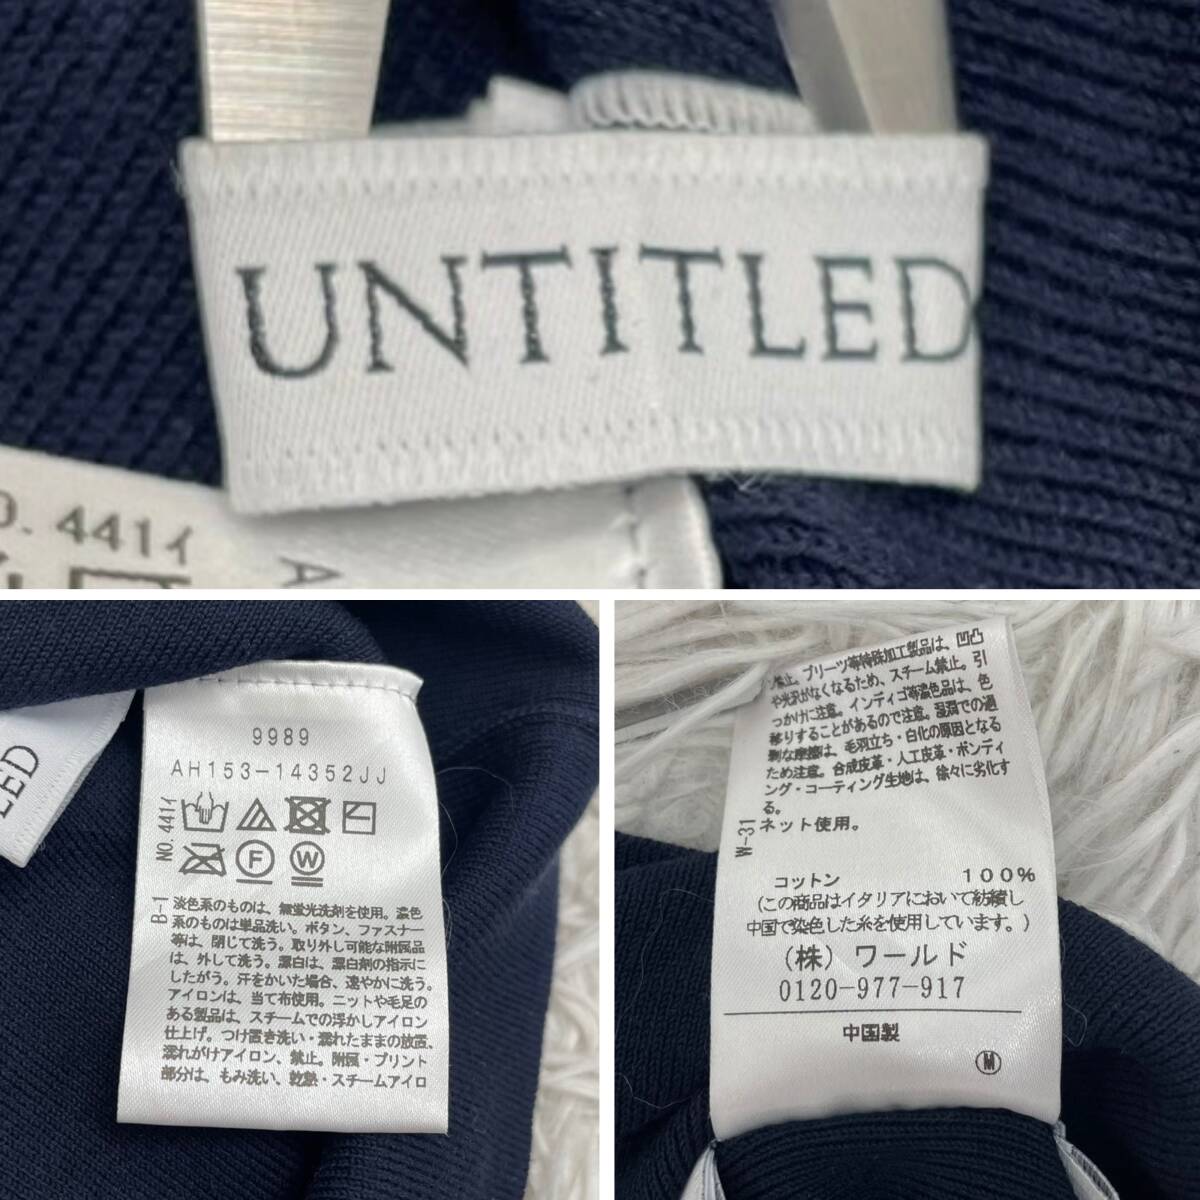 UNTITLED
O. 441イ
A
LED
9989
AH153-14352JJ
NO.441イ
F
W
B-1
淡色系のものは、無蛍光洗剤を使用。濃色
系のものは単品洗い。ボタン、ファスナー
等は、閉じて洗う。取り外し可能な附属品
は、外して洗う。漂白は、漂白剤の指示に
したがう。汗をかいた場合、速やかに洗う。
アイロンは、当て布使用。ニットや毛足の
ある製品は、スチームでの浮かしアイロン
仕上げ。つけ置き洗い・濡れたままの放置、
濡れがけアイロン、禁止。附属・プリント
部分は、もみ洗い、乾熱・スチームアイロ
ン禁止。プリーツ等特殊加工製品は、凹凸
や光沢がなくなるため、スチーム禁止。引
っかけに注意。インディゴ等濃色品は、色
移りすることがあるので注意。湿潤での過
剰な摩擦は、毛羽立ち・白化の原因となる
ため注意。合成皮革・人工皮革・ボンディ
ング・コーティング生地は、徐々に劣化す
る。
W-31
ネット使用。
コットン 100%
(この商品はイタリアにおいて紡績し
中国で染色した糸を使用しています。)
(株) ワールド
0120-977-917
中国製
M